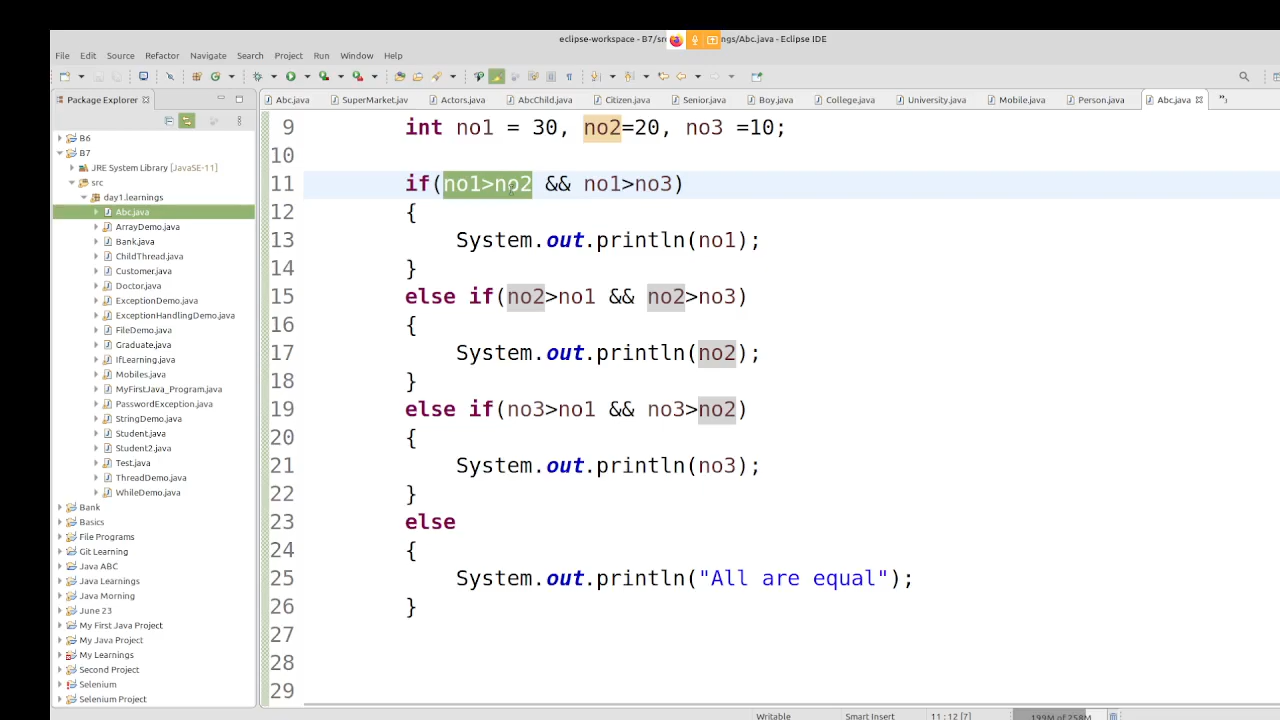 eclipse-workspace - B7/sr ngs/Abc.java - Eclipse IDE
File Edit Source Refactor Navigate Search Project Run Window Help
Package Explorer
Abc.java SuperMarket.jav Actors.java AbcChild.java Citizen.java Senior.java Boy.java College.java University.java Mobile.java Person.java Abc.java
B6
B7
JRE System Library [JavaSE-11]
src
day1.learnings
Abc.java
ArrayDemo.java
Bank.java
ChildThread.java
Customer.java
Doctor.java
ExceptionDemo.java
ExceptionHandlingDemo.java
FileDemo.java
Graduate.java
IfLearning.java
Mobiles.java
MyFirstJava_Program.java
PasswordException.java
StringDemo.java
Student.java
Student2.java
Test.java
ThreadDemo.java
WhileDemo.java
Bank
Basics
File Programs
Git Learning
Java ABC
Java Learnings
Java Morning
June 23
My First Java Project
My Java Project
My Learnings
Second Project
Selenium
Selenium Project
9 int no1 = 30, no2=20, no3 =10;
10
11 if(no1>no2 && no1>no3)
12 {
13 System.out.println(no1);
14 }
15 else if(no2>no1 && no2>no3)
16 {
17 System.out.println(no2);
18 }
19 else if(no3>no1 && no3>no2)
20 {
21 System.out.println(no3);
22 }
23 else
24 {
25 System.out.println("All are equal");
26 }
27
28
29
Writable Smart Insert 11 : 12 [7] 199M of 258M